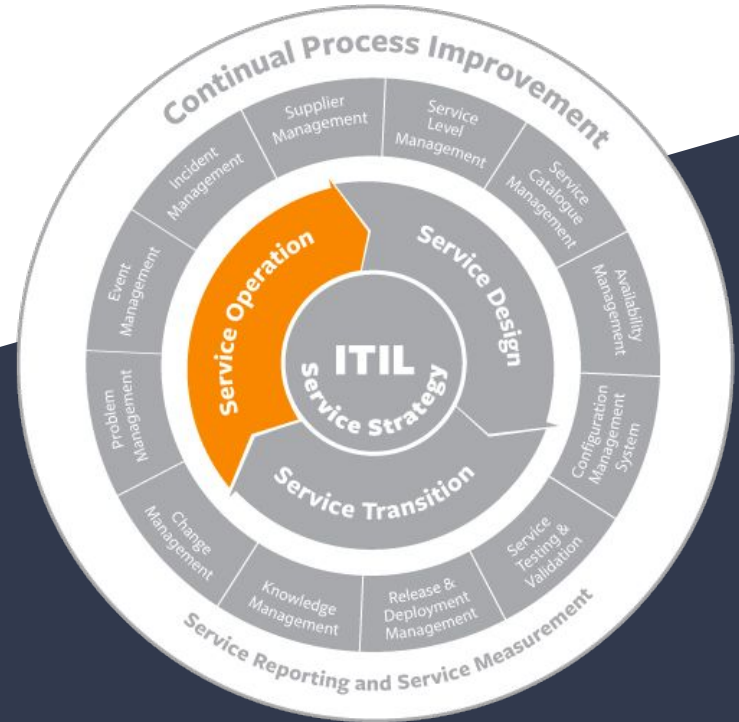 Continual Process Improvement
Supplier
Management
Service
Level
Management
Service
Catalogue
Management
Availability
Management
Configuration
Management
System
Service
Testing &
Validation
Release &
Deployment
Management
Knowledge
Management
Change
Management
Problem
Management
Event
Management
Incident
Management
Service Operation
Service Design
Service Transition
ITIL
Service Strategy
Service Reporting and Service Measurement